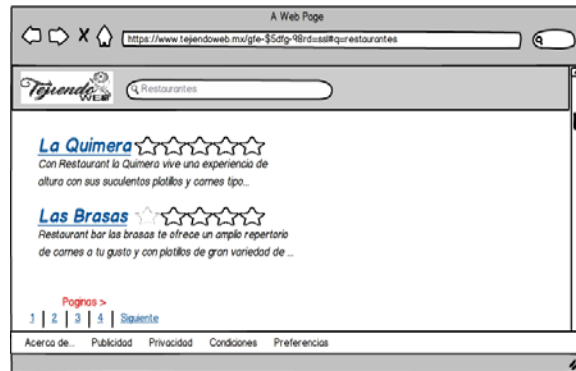 A Web Page
https://www.tejendoweb.mx/gfe-$5dfg-98rd=ssl#q=restaurantes
Tejiendo
WEB
Restaurantes
La Quimera
Con Restaurant la Quimera vive una experiencia de
altura con sus suculentos platillos y carnes tipo...
Las Brasas
Restaurant bar las brasas te ofrece un amplio repertorio
de carnes a tu gusto y con platillos de gran variedad de ...
Paginas >
1 | 2 | 3 | 4 | Siguiente
Acerca de... Publicidad Privacidad Condiciones Preferencias